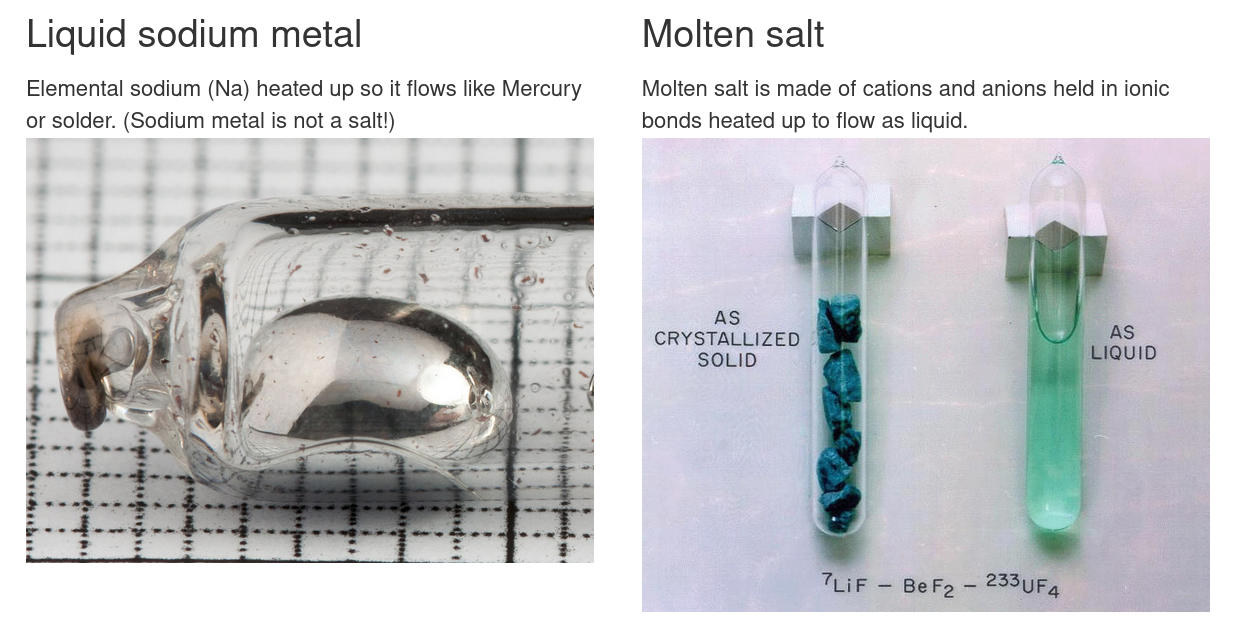 Liquid sodium metal
Elemental sodium (Na) heated up so it flows like Mercury
or solder. (Sodium metal is not a salt!)
Molten salt
Molten salt is made of cations and anions held in ionic
bonds heated up to flow as liquid.
AS
CRYSTALLIZED
SOLID
AS
LIQUID
⁷LiF — BeF₂ — ²³³UF₄